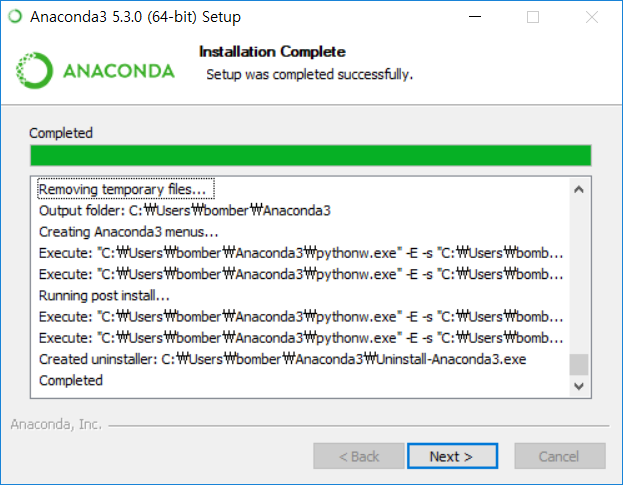 Anaconda3 5.3.0 (64-bit) Setup
ANACONDA
Installation Complete
Setup was completed successfully.
Completed
Removing temporary files...
Output folder: C:₩Users₩bomber₩Anaconda3
Creating Anaconda3 menus...
Execute: "C:₩Users₩bomber₩Anaconda3₩pythonw.exe" -E -s "C:₩Users₩bomb...
Execute: "C:₩Users₩bomber₩Anaconda3₩pythonw.exe" -E -s "C:₩Users₩bomb...
Running post install...
Execute: "C:₩Users₩bomber₩Anaconda3₩pythonw.exe" -E -s "C:₩Users₩bomb...
Execute: "C:₩Users₩bomber₩Anaconda3₩pythonw.exe" -E -s "C:₩Users₩bomb...
Created uninstaller: C:₩Users₩bomber₩Anaconda3₩Uninstall-Anaconda3.exe
Completed
Anaconda, Inc.
< Back Next > Cancel